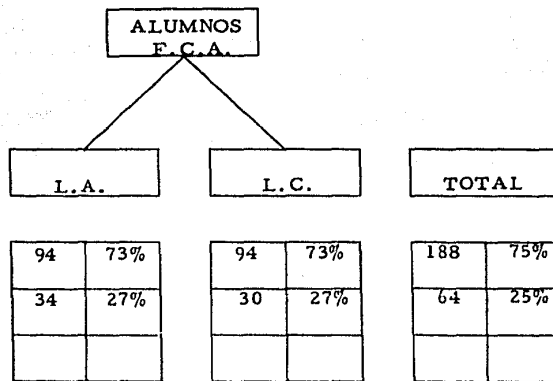 ALUMNOS
F.C.A.
L.A. L.C. TOTAL
94 73% 94 73% 188 75%
34 27% 30 27% 64 25%